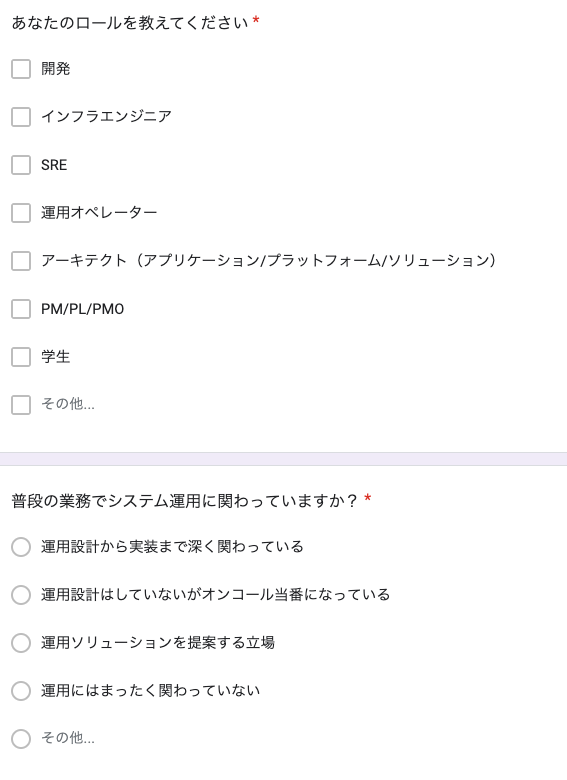 あなたのロールを教えてください *
開発
インフラエンジニア
SRE
運用オペレーター
アーキテクト（アプリケーション/プラットフォーム/ソリューション）
PM/PL/PMO
学生
その他...
普段の業務でシステム運用に関わっていますか？ *
運用設計から実装まで深く関わっている
運用設計はしていないがオンコール当番になっている
運用ソリューションを提案する立場
運用にはまったく関わっていない
その他...